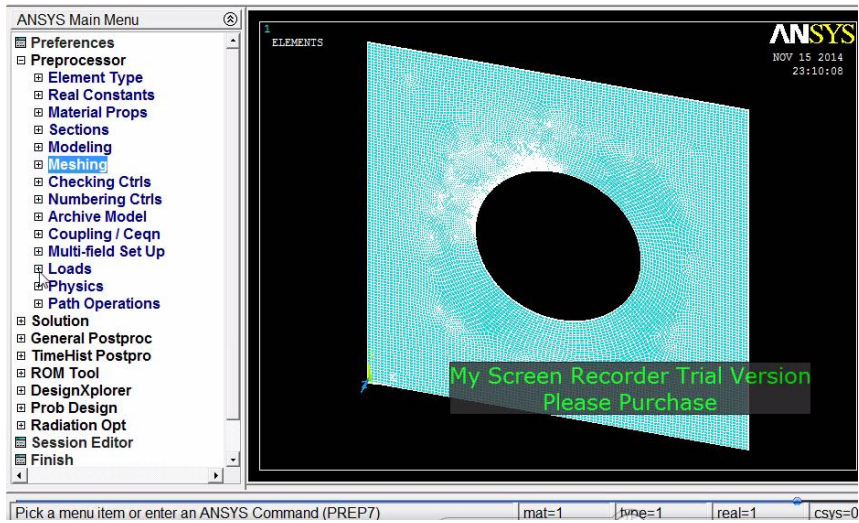 ANSYS Main Menu
Preferences
Preprocessor
Element Type
Real Constants
Material Props
Sections
Modeling
Meshing
Checking Ctrls
Numbering Ctrls
Archive Model
Coupling / Ceqn
Multi-field Set Up
Loads
Physics
Path Operations
Solution
General Postproc
TimeHist Postpro
ROM Tool
DesignXplorer
Prob Design
Radiation Opt
Session Editor
Finish
1
ELEMENTS
ANSYS
NOV 15 2014
23:10:08
My Screen Recorder Trial Version
Please Purchase
Pick a menu item or enter an ANSYS Command (PREP7)
mat=1
type=1
real=1
csys=0